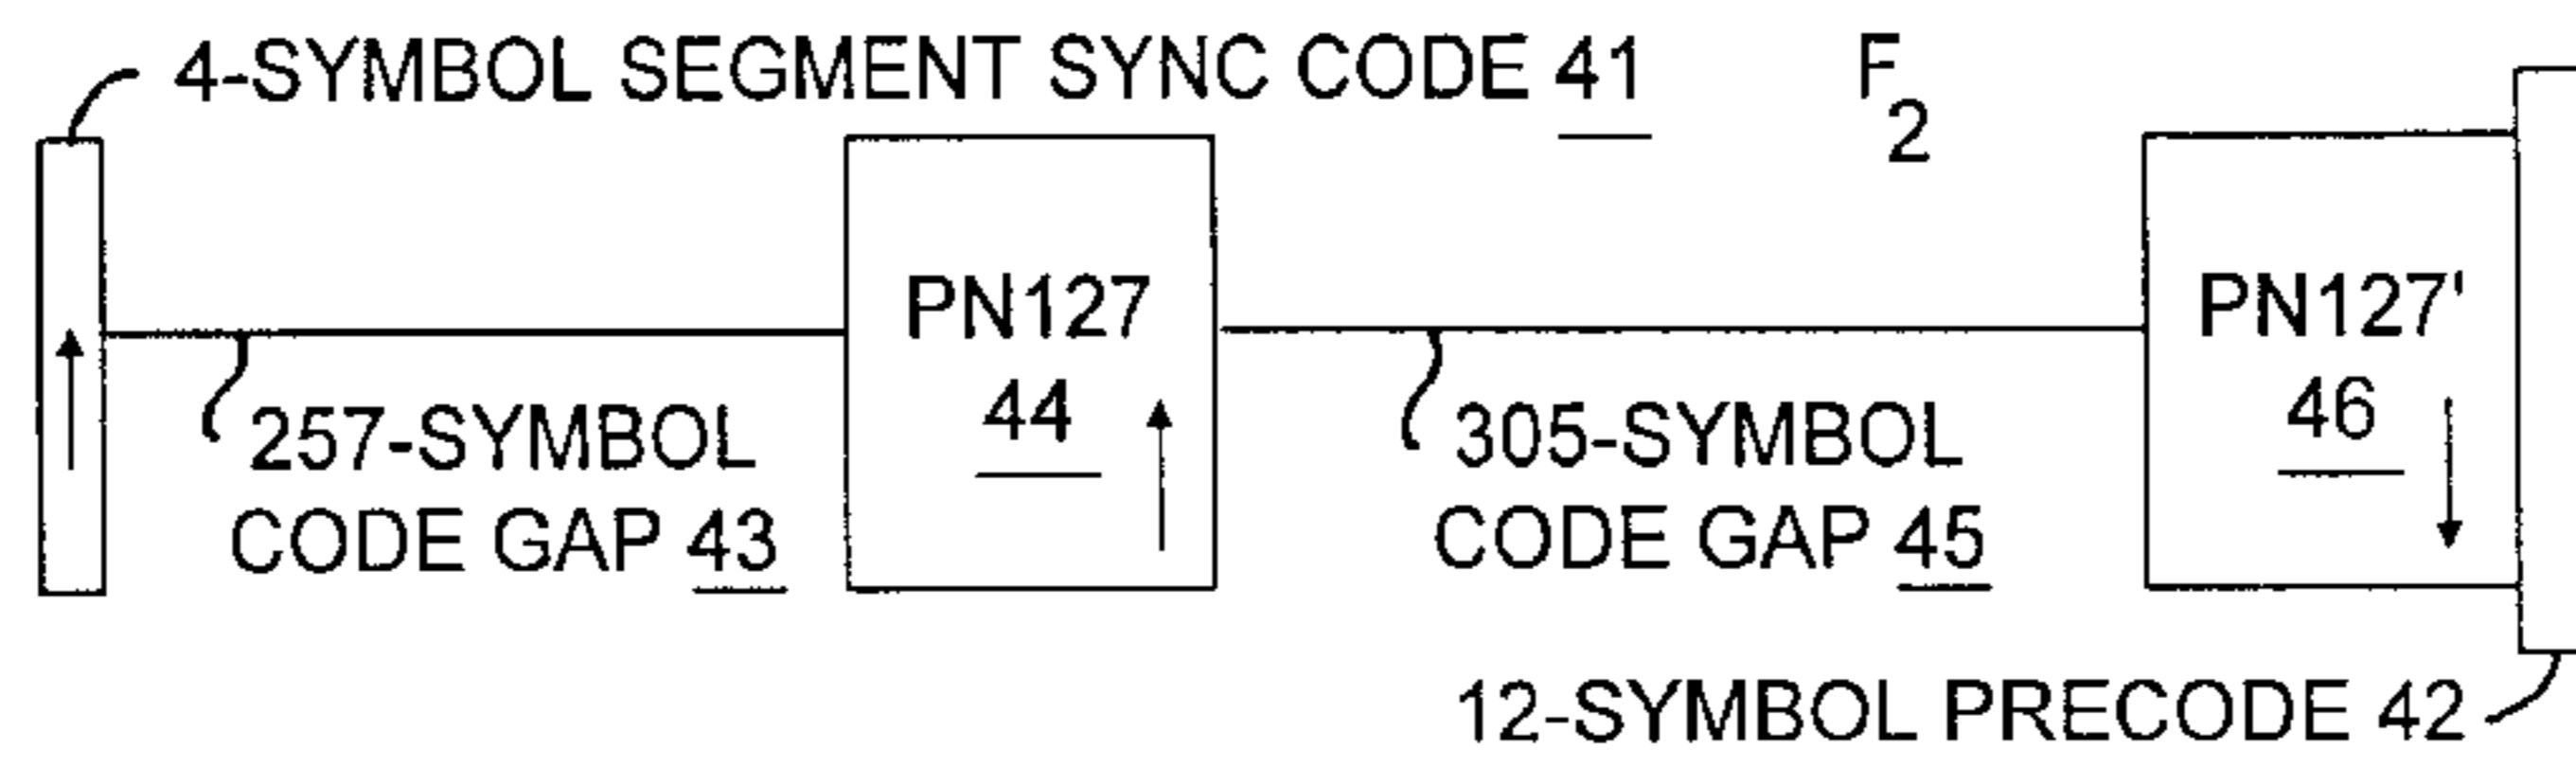 4-SYMBOL SEGMENT SYNC CODE 41
F2
PN127
44
PN127'
46
257-SYMBOL
CODE GAP 43
305-SYMBOL
CODE GAP 45
12-SYMBOL PRECODE 42